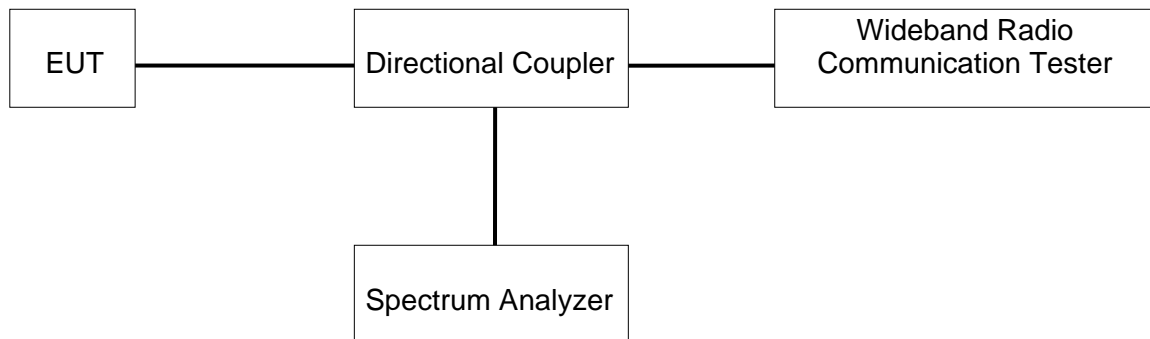 EUT
Directional Coupler
Wideband Radio
Communication Tester
Spectrum Analyzer